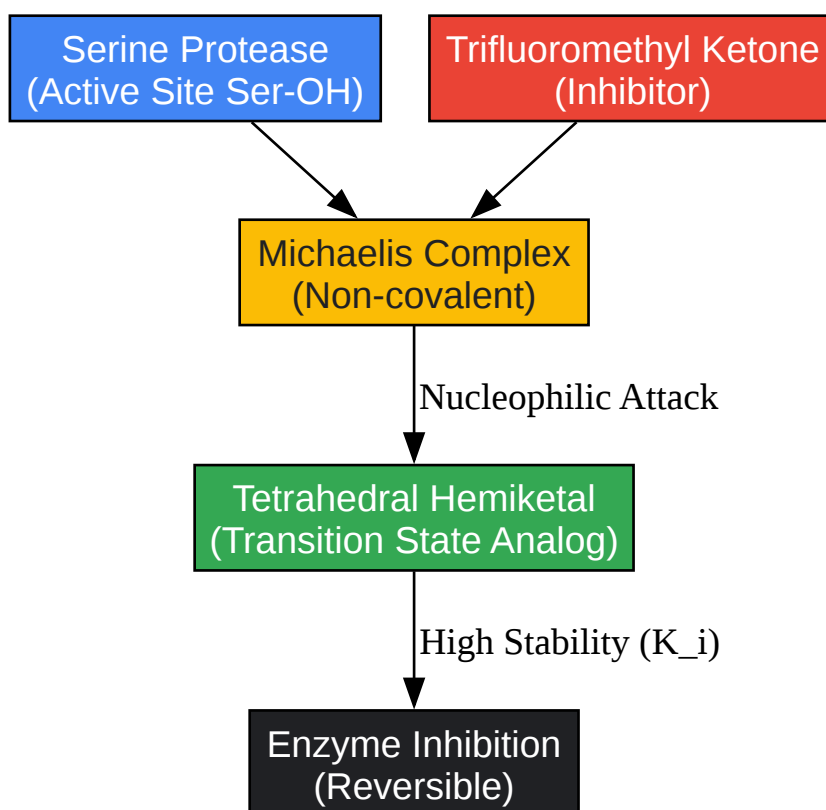 Serine Protease
(Active Site Ser-OH)
Trifluoromethyl Ketone
(Inhibitor)
Michaelis Complex
(Non-covalent)
Nucleophilic Attack
Tetrahedral Hemiketal
(Transition State Analog)
High Stability (K_i)
Enzyme Inhibition
(Reversible)